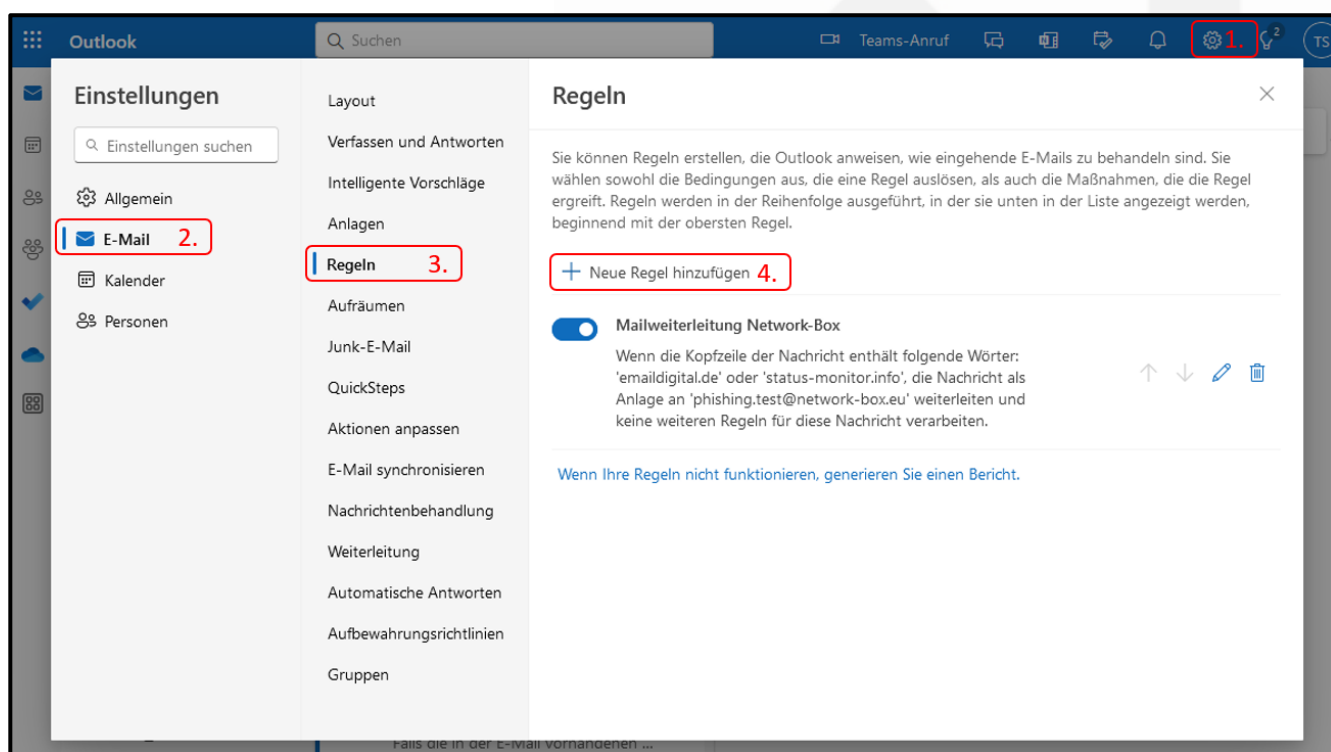 Outlook
Suchen
Teams-Anruf
1.
2
TS
Einstellungen
Einstellungen suchen
Allgemein
E-Mail 2.
Kalender
Personen
Layout
Verfassen und Antworten
Intelligente Vorschläge
Anlagen
Regeln 3.
Aufräumen
Junk-E-Mail
QuickSteps
Aktionen anpassen
E-Mail synchronisieren
Nachrichtenbehandlung
Weiterleitung
Automatische Antworten
Aufbewahrungsrichtlinien
Gruppen
Regeln
Sie können Regeln erstellen, die Outlook anweisen, wie eingehende E-Mails zu behandeln sind. Sie
wählen sowohl die Bedingungen aus, die eine Regel auslösen, als auch die Maßnahmen, die die Regel
ergreift. Regeln werden in der Reihenfolge ausgeführt, in der sie unten in der Liste angezeigt werden,
beginnend mit der obersten Regel.
Neue Regel hinzufügen 4.
Mailweiterleitung Network-Box
Wenn die Kopfzeile der Nachricht enthält folgende Wörter:
'emaildigital.de' oder 'status-monitor.info', die Nachricht als
Anlage an 'phishing.test@network-box.eu' weiterleiten und
keine weiteren Regeln für diese Nachricht verarbeiten.
Wenn Ihre Regeln nicht funktionieren, generieren Sie einen Bericht.
Falls die in der E-Mail vorhandenen ...